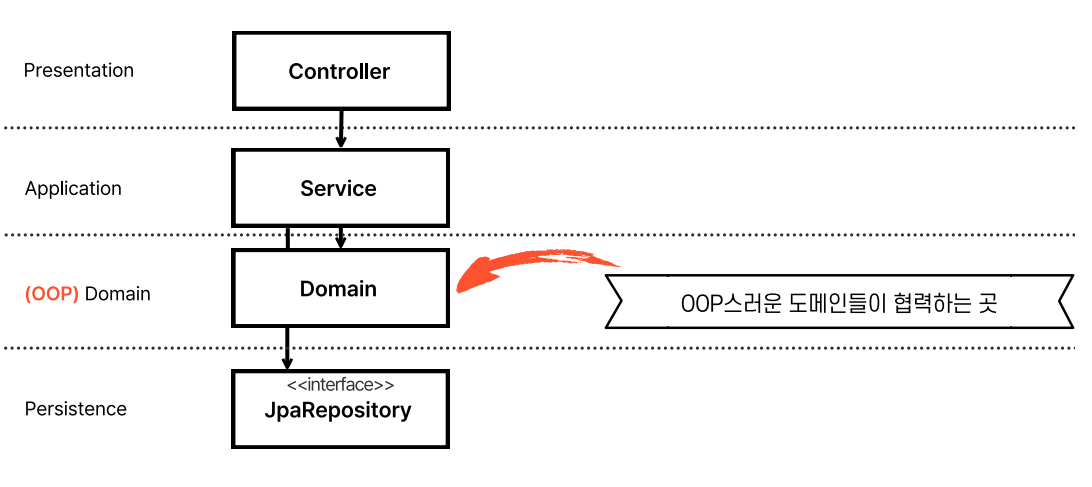 Presentation
Controller
Application
Service
(OOP) Domain
Domain
OOP스러운 도메인들이 협력하는 곳
Persistence
<<interface>>
JpaRepository